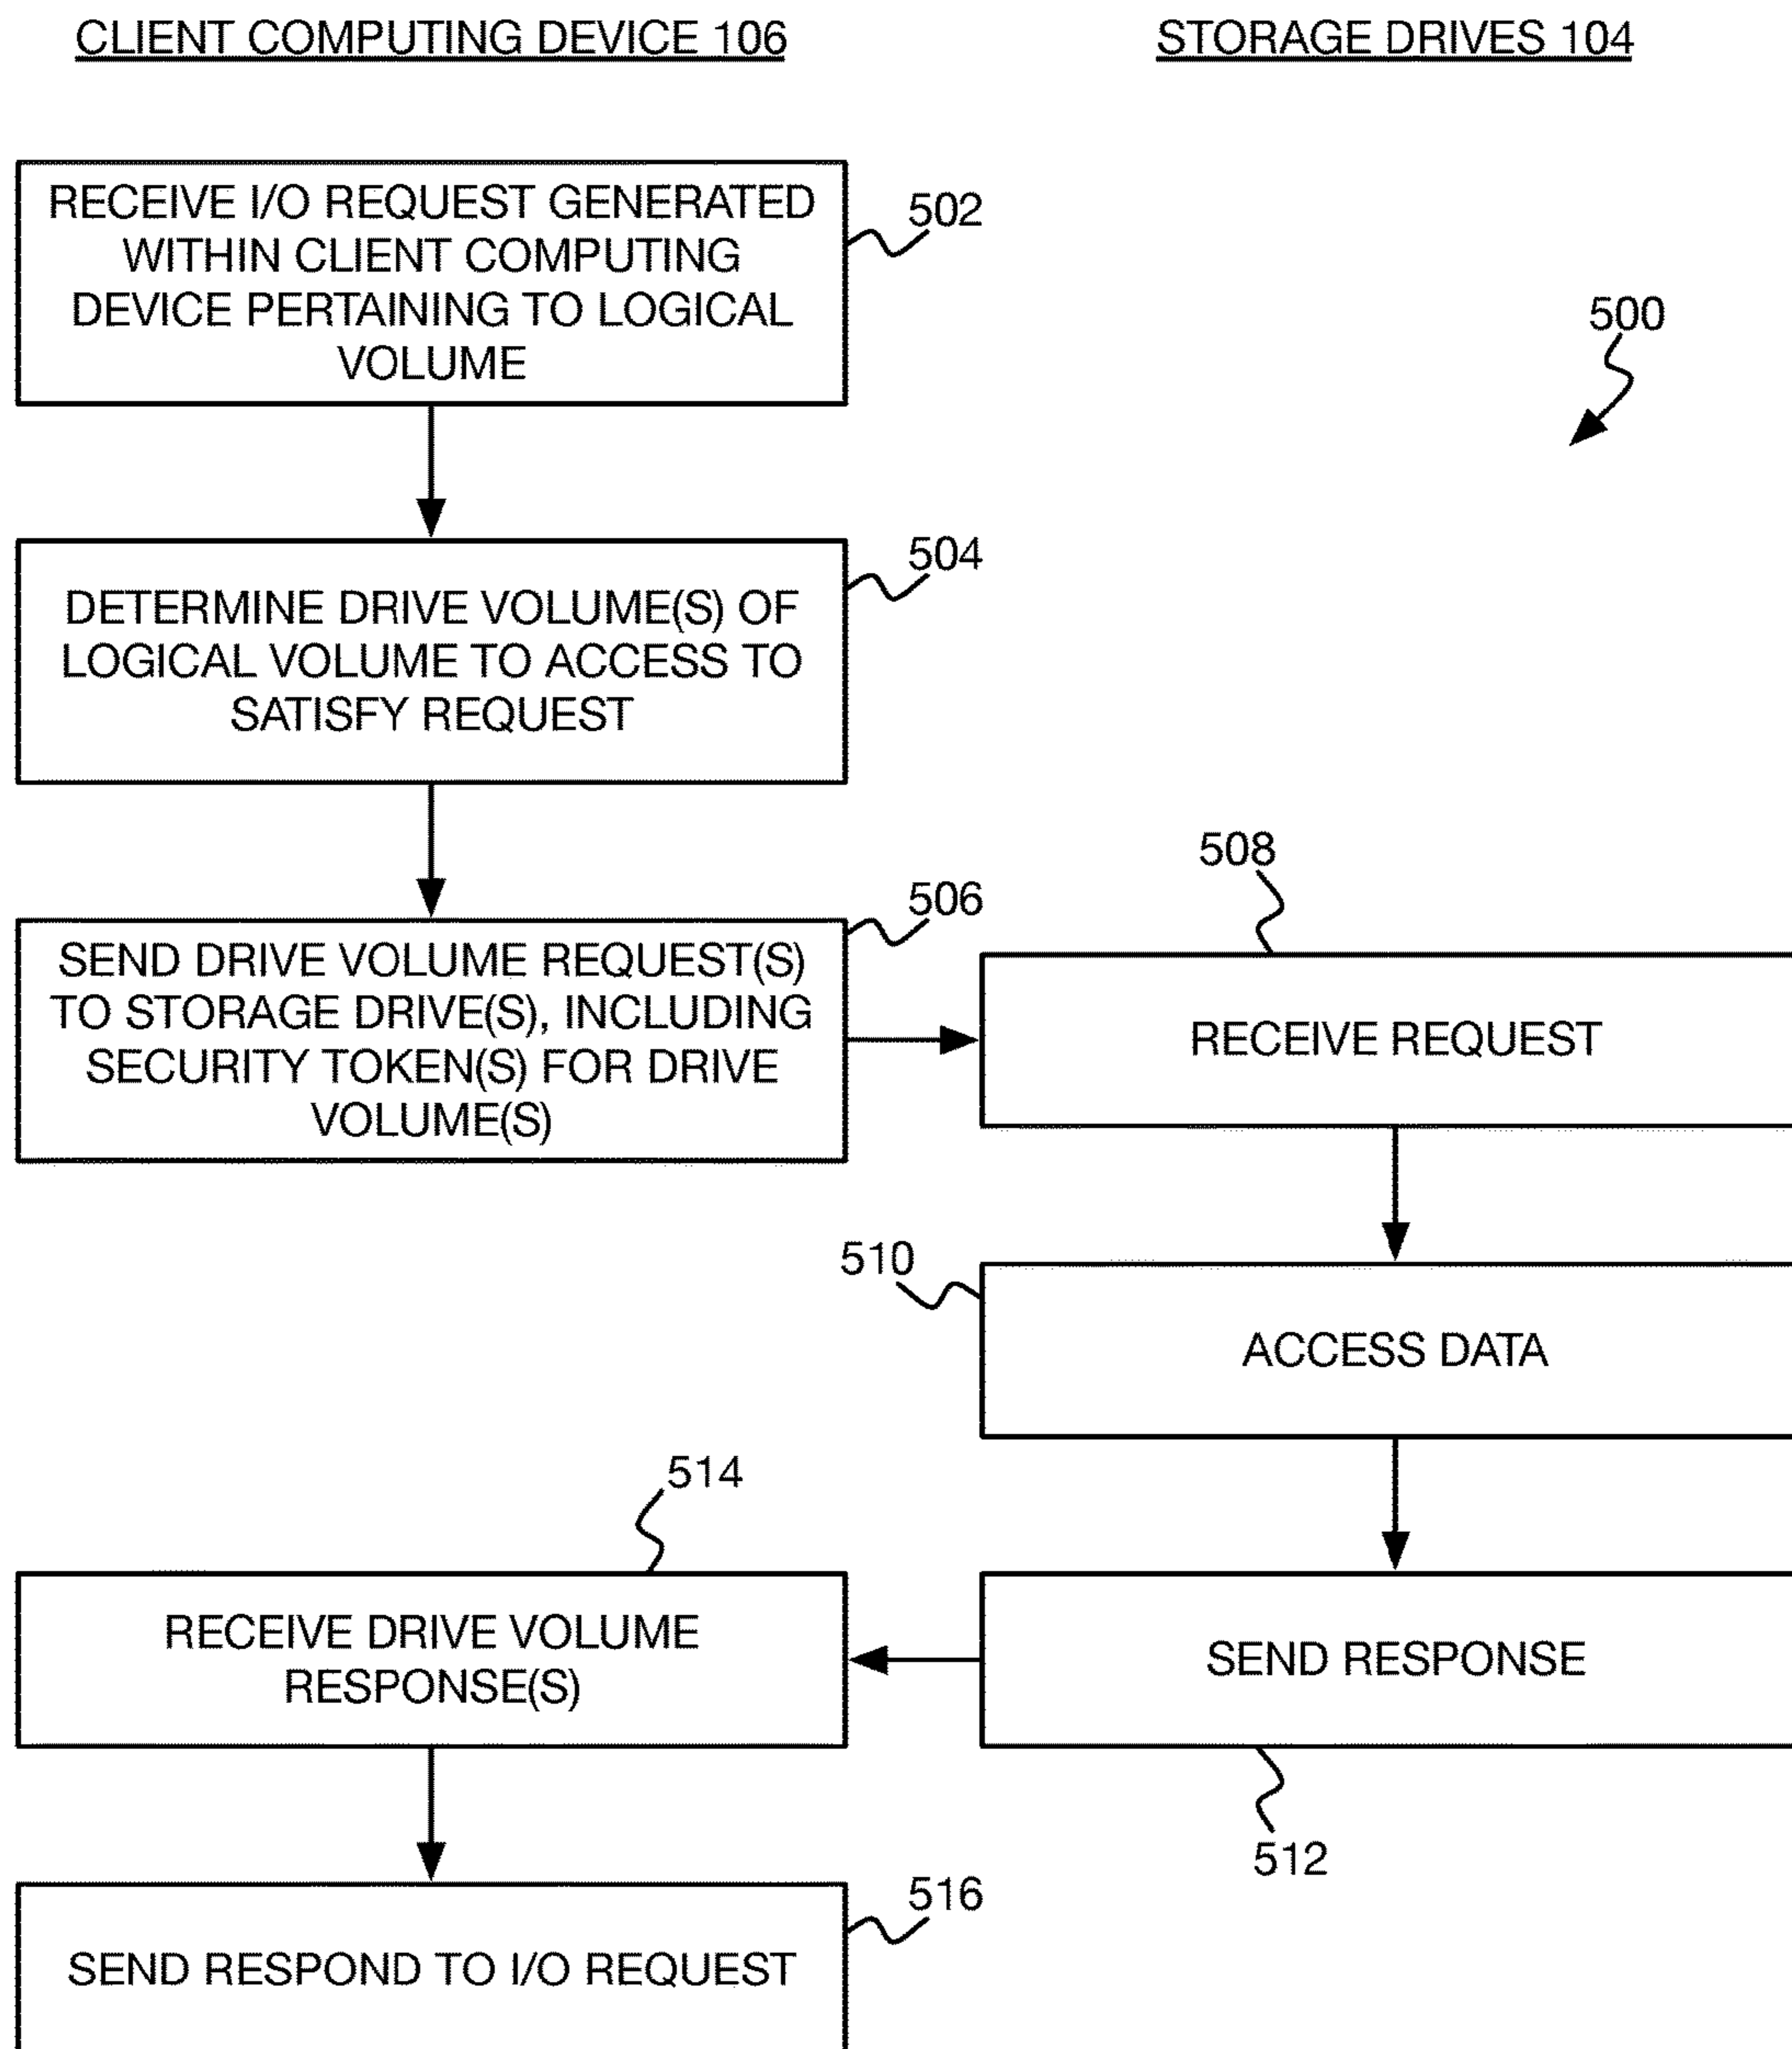 CLIENT COMPUTING DEVICE 106
STORAGE DRIVES 104
RECEIVE I/O REQUEST GENERATED
WITHIN CLIENT COMPUTING
DEVICE PERTAINING TO LOGICAL
VOLUME
502
500
DETERMINE DRIVE VOLUME(S) OF
LOGICAL VOLUME TO ACCESS TO
SATISFY REQUEST
504
SEND DRIVE VOLUME REQUEST(S)
TO STORAGE DRIVE(S), INCLUDING
SECURITY TOKEN(S) FOR DRIVE
VOLUME(S)
506
508
RECEIVE REQUEST
510
ACCESS DATA
SEND RESPONSE
512
514
RECEIVE DRIVE VOLUME
RESPONSE(S)
516
SEND RESPOND TO I/O REQUEST